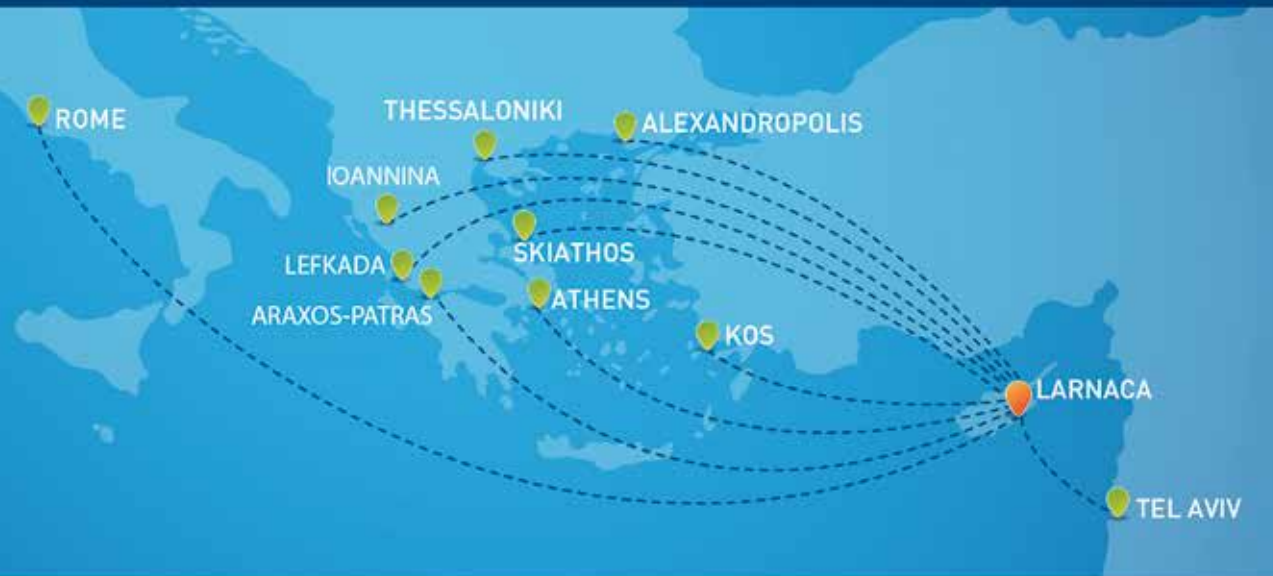 ROME
THESSALONIKI
ALEXANDROPOLIS
IOANNINA
SKIATHOS
LEFKADA
ATHENS
ARAXOS-PATRAS
KOS
LARNACA
TEL AVIV